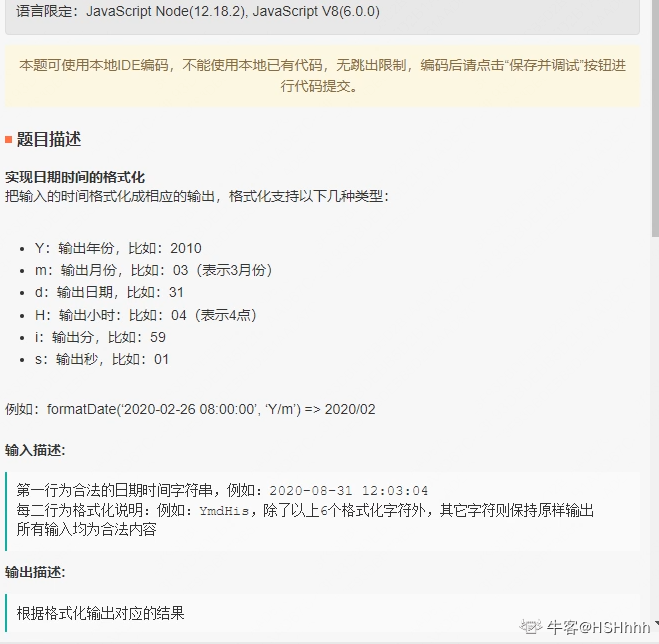 语言限定：JavaScript Node(12.18.2), JavaScript V8(6.0.0)
本题可使用本地IDE编码，不能使用本地已有代码，无跳出限制，编码后请点击“保存并调试”按钮进
行代码提交。
题目描述
实现日期时间的格式化
把输入的时间格式化成相应的输出，格式化支持以下几种类型：
Y：输出年份，比如：2010
m：输出月份，比如：03（表示3月份）
d：输出日期，比如：31
H：输出小时：比如：04（表示4点）
i：输出分，比如：59
s：输出秒，比如：01
例如：formatDate(‘2020-02-26 08:00:00’, ‘Y/m’) => 2020/02
输入描述:
第一行为合法的日期时间字符串，例如：2020-08-31 12:03:04
每二行为格式化说明：例如：YmdHis，除了以上6个格式化字符外，其它字符则保持原样输出
所有输入均为合法内容
输出描述:
根据格式化输出对应的结果
牛客@HSHhhh